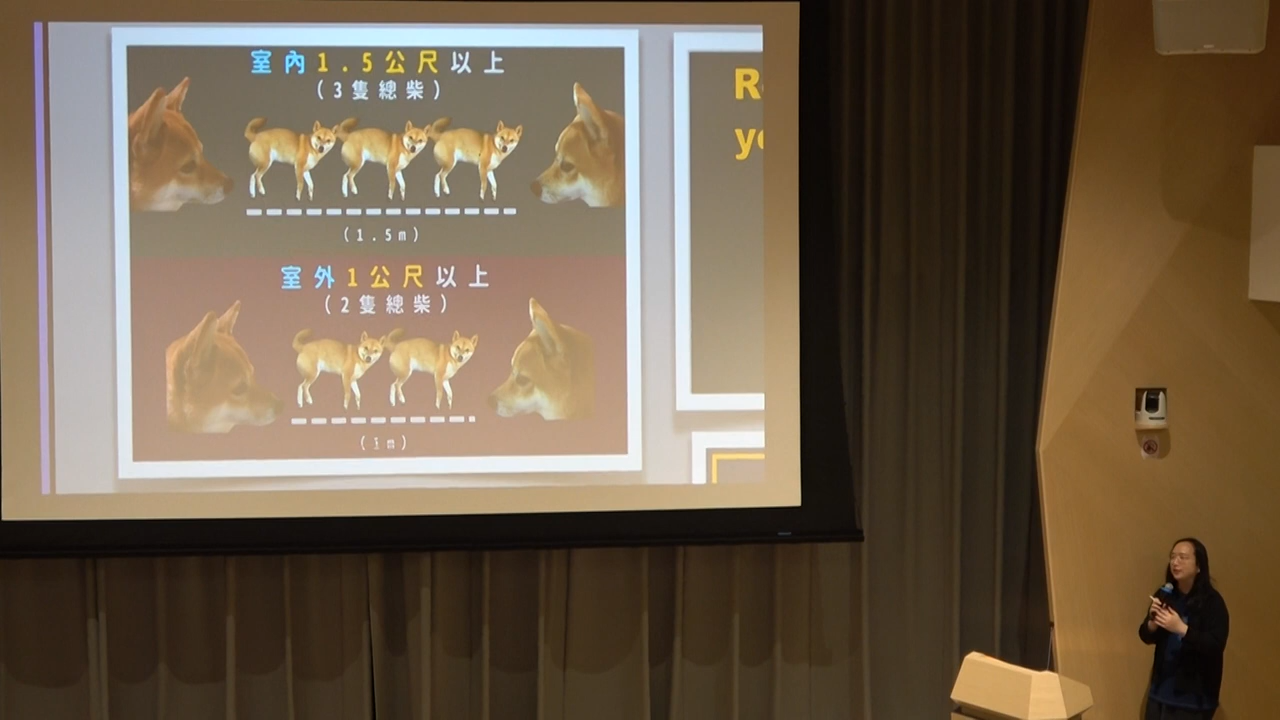 室內1.5公尺以上
(3隻總柴)
(1.5m)
室外1公尺以上
(2隻總柴)
(1m)
R
y